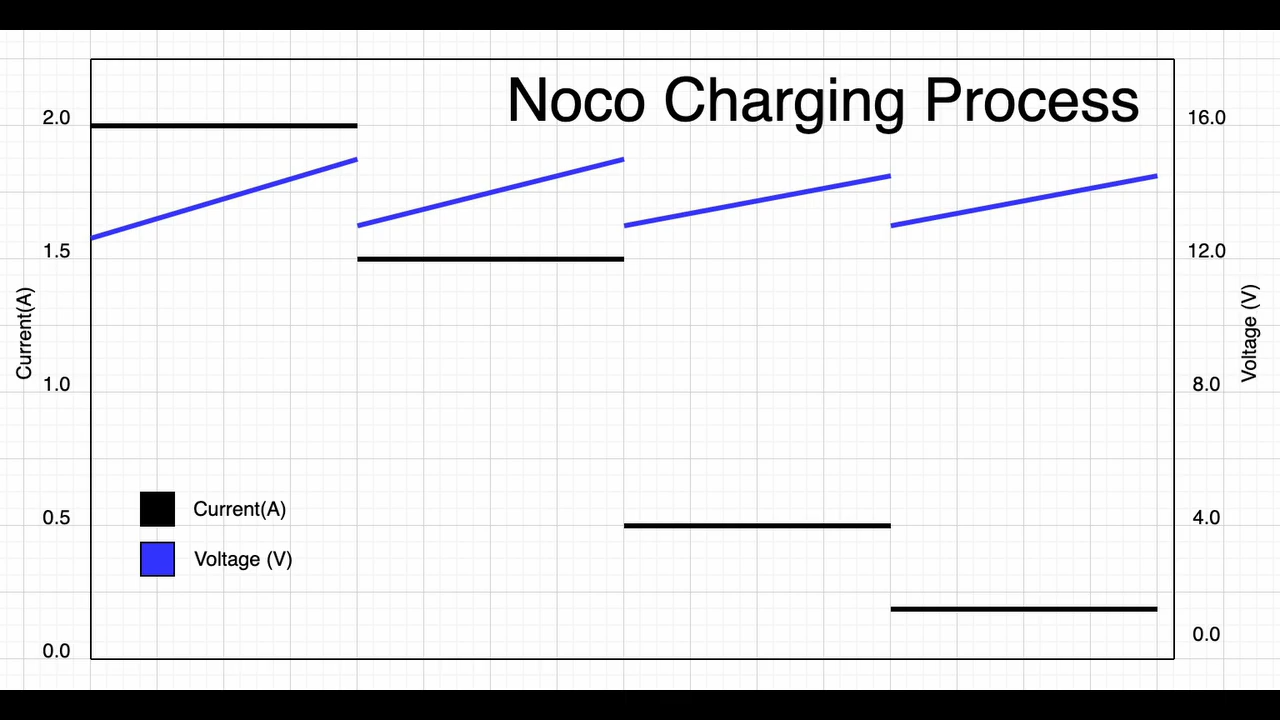 Noco Charging Process
2.0
16.0
1.5
12.0
Current(A)
Voltage (V)
1.0
8.0
Current(A)
0.5
4.0
Voltage (V)
0.0
0.0